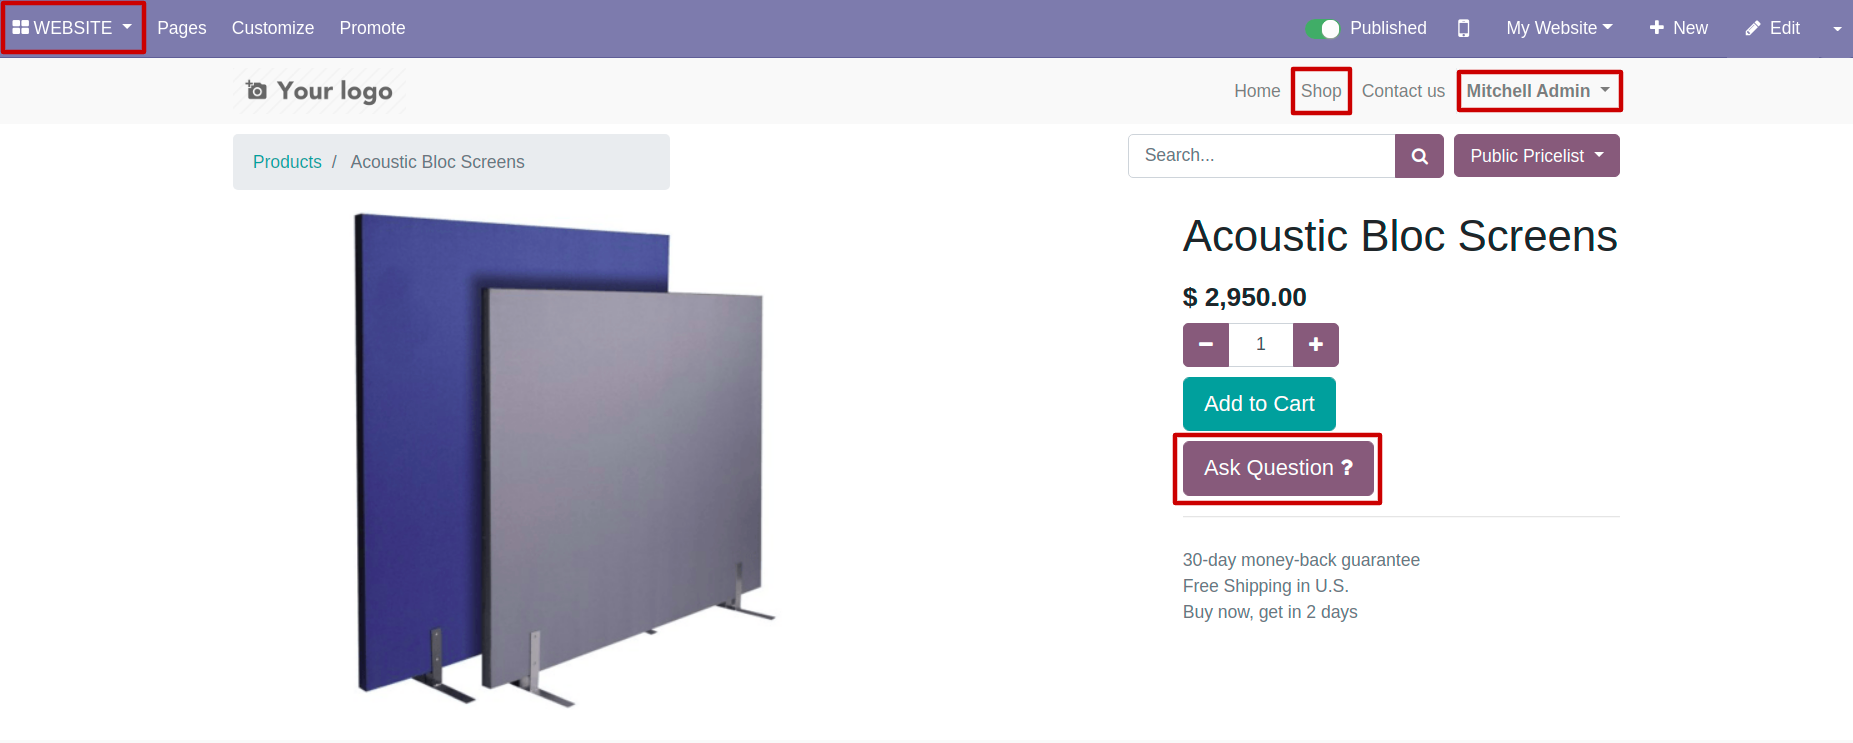 WEBSITE Pages Customize Promote Published My Website New Edit
Your logo Home Shop Contact us Mitchell Admin
Products / Acoustic Bloc Screens Search... Public Pricelist
Acoustic Bloc Screens
$ 2,950.00
1
Add to Cart
Ask Question ?
30-day money-back guarantee
Free Shipping in U.S.
Buy now, get in 2 days